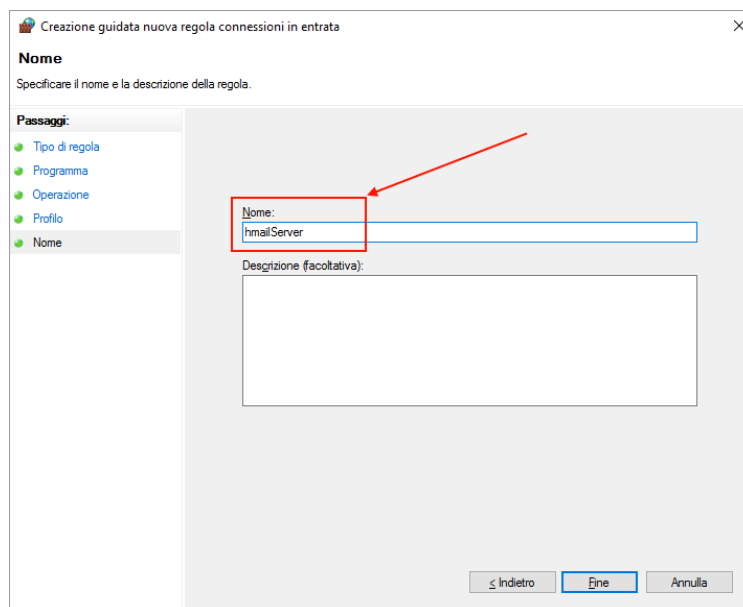 Creazione guidata nuova regola connessioni in entrata
Nome
Specificare il nome e la descrizione della regola.
Passaggi:
Tipo di regola
Programma
Operazione
Profilo
Nome
Nome:
hmailServer
Descrizione (facoltativa):
< Indietro
Fine
Annulla